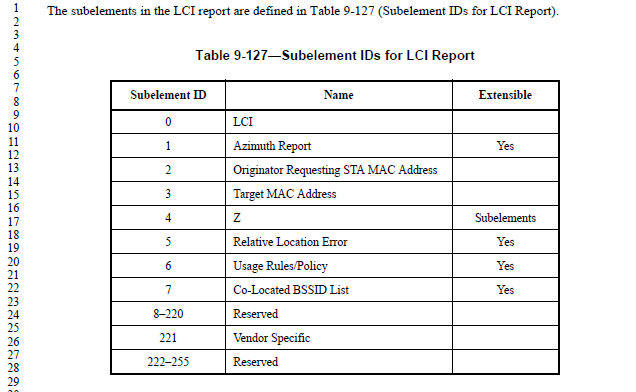 1
2
3
4
5
6
7
8
9
10
11
12
13
14
15
16
17
18
19
20
21
22
23
24
25
26
27
28
29
The subelements in the LCI report are defined in Table 9-127 (Subelement IDs for LCI Report).
Table 9-127—Subelement IDs for LCI Report
Subelement ID Name Extensible
0 LCI
1 Azimuth Report Yes
2 Originator Requesting STA MAC Address
3 Target MAC Address
4 Z Subelements
5 Relative Location Error Yes
6 Usage Rules/Policy Yes
7 Co-Located BSSID List Yes
8–220 Reserved
221 Vendor Specific
222–255 Reserved